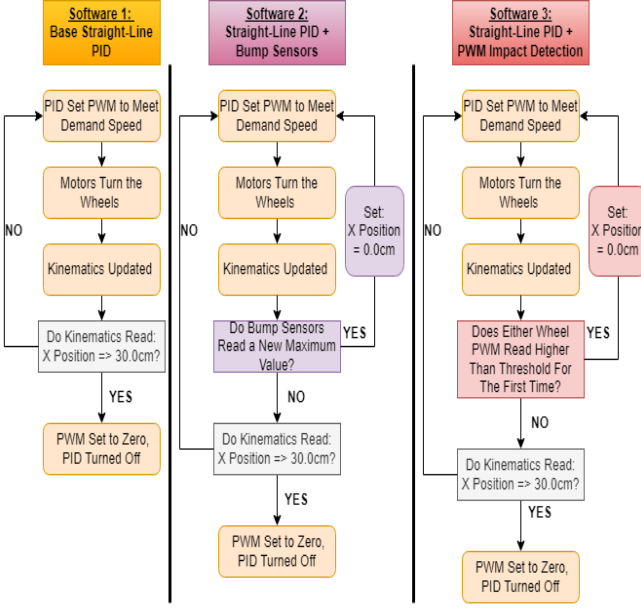 Software 1:
Base Straight-Line
PID
PID Set PWM to Meet
Demand Speed
Motors Turn the
Wheels
NO
Kinematics Updated
Do Kinematics Read:
X Position => 30.0cm?
YES
PWM Set to Zero,
PID Turned Off
Software 2:
Straight-Line PID +
Bump Sensors
PID Set PWM to Meet
Demand Speed
Motors Turn the
Wheels
Set:
X Position
= 0.0cm
NO
Kinematics Updated
Do Bump Sensors
Read a New Maximum
Value?
YES
NO
Do Kinematics Read:
X Position => 30.0cm?
YES
PWM Set to Zero,
PID Turned Off
Software 3:
Straight-Line PID +
PWM Impact Detection
PID Set PWM to Meet
Demand Speed
Motors Turn the
Wheels
Set:
X Position
= 0.0cm
NO
Kinematics Updated
Does Either Wheel
PWM Read Higher
Than Threshold For
The First Time?
YES
NO
Do Kinematics Read:
X Position => 30.0cm?
YES
PWM Set to Zero,
PID Turned Off